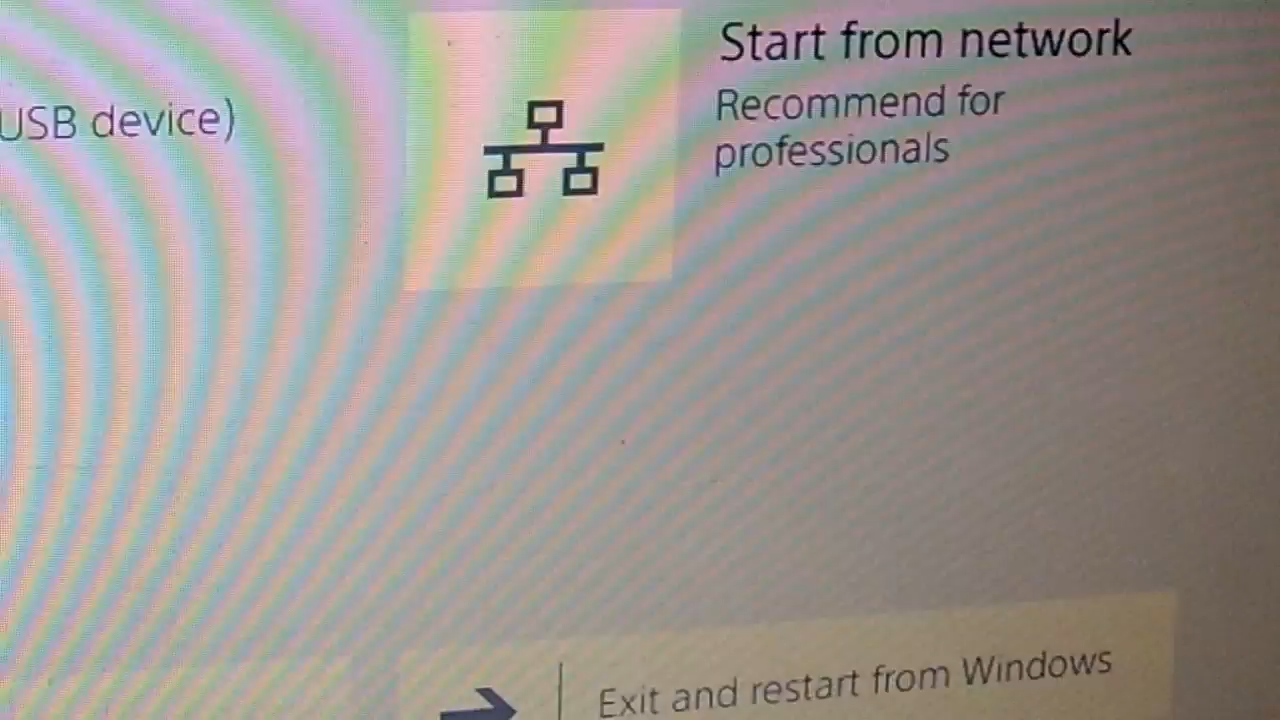 Start from network
Recommend for
professionals
USB device)
Exit and restart from Windows